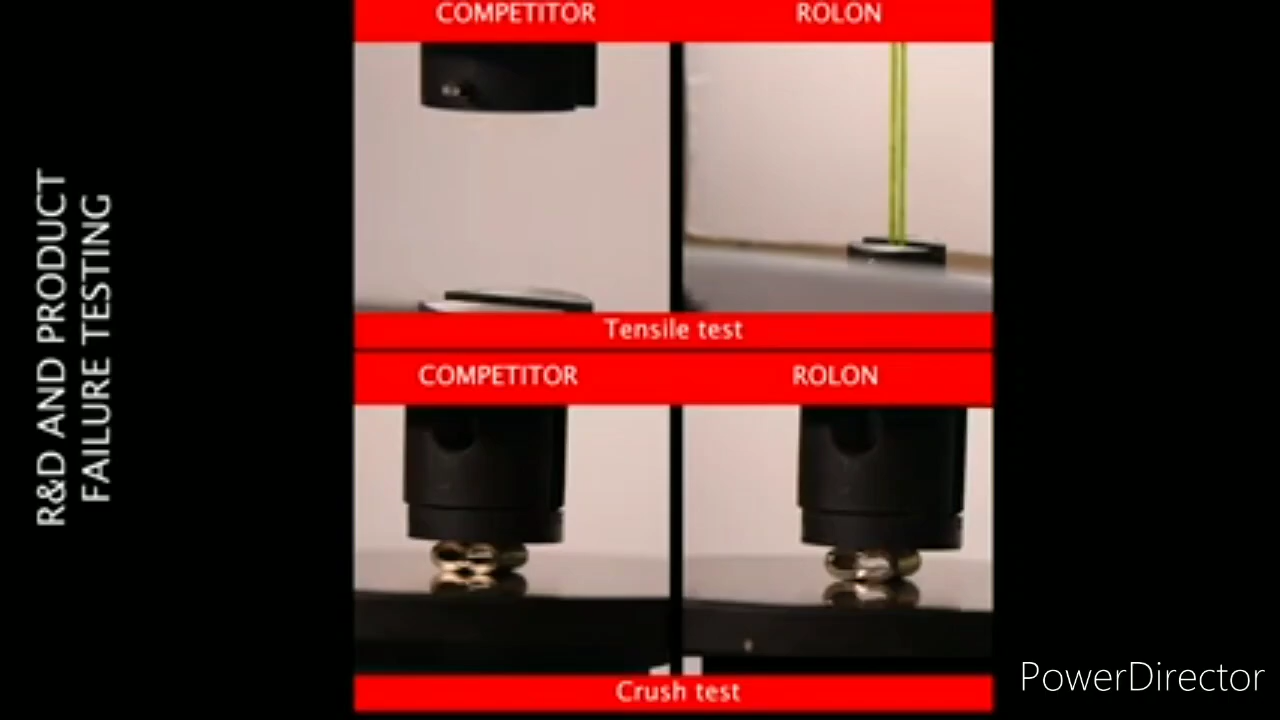 R&D AND PRODUCT
FAILURE TESTING
COMPETITOR
ROLON
Tensile test
COMPETITOR
ROLON
Crush test
PowerDirector